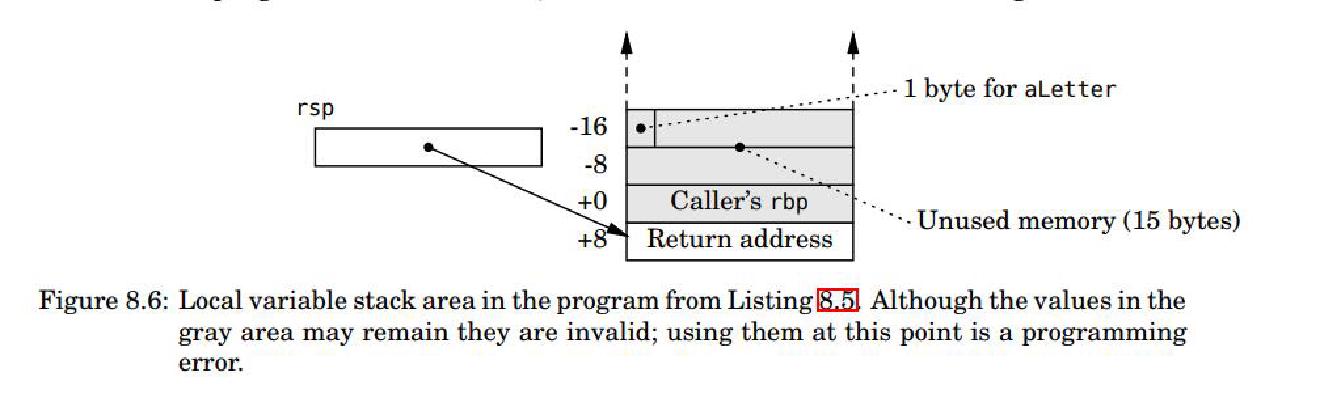 1 byte for aLetter
rsp
-16
-8
+0
Caller's rbp
Unused memory (15 bytes)
+8
Return address
Figure 8.6: Local variable stack area in the program from Listing 8.5. Although the values in the
gray area may remain they are invalid; using them at this point is a programming
error.